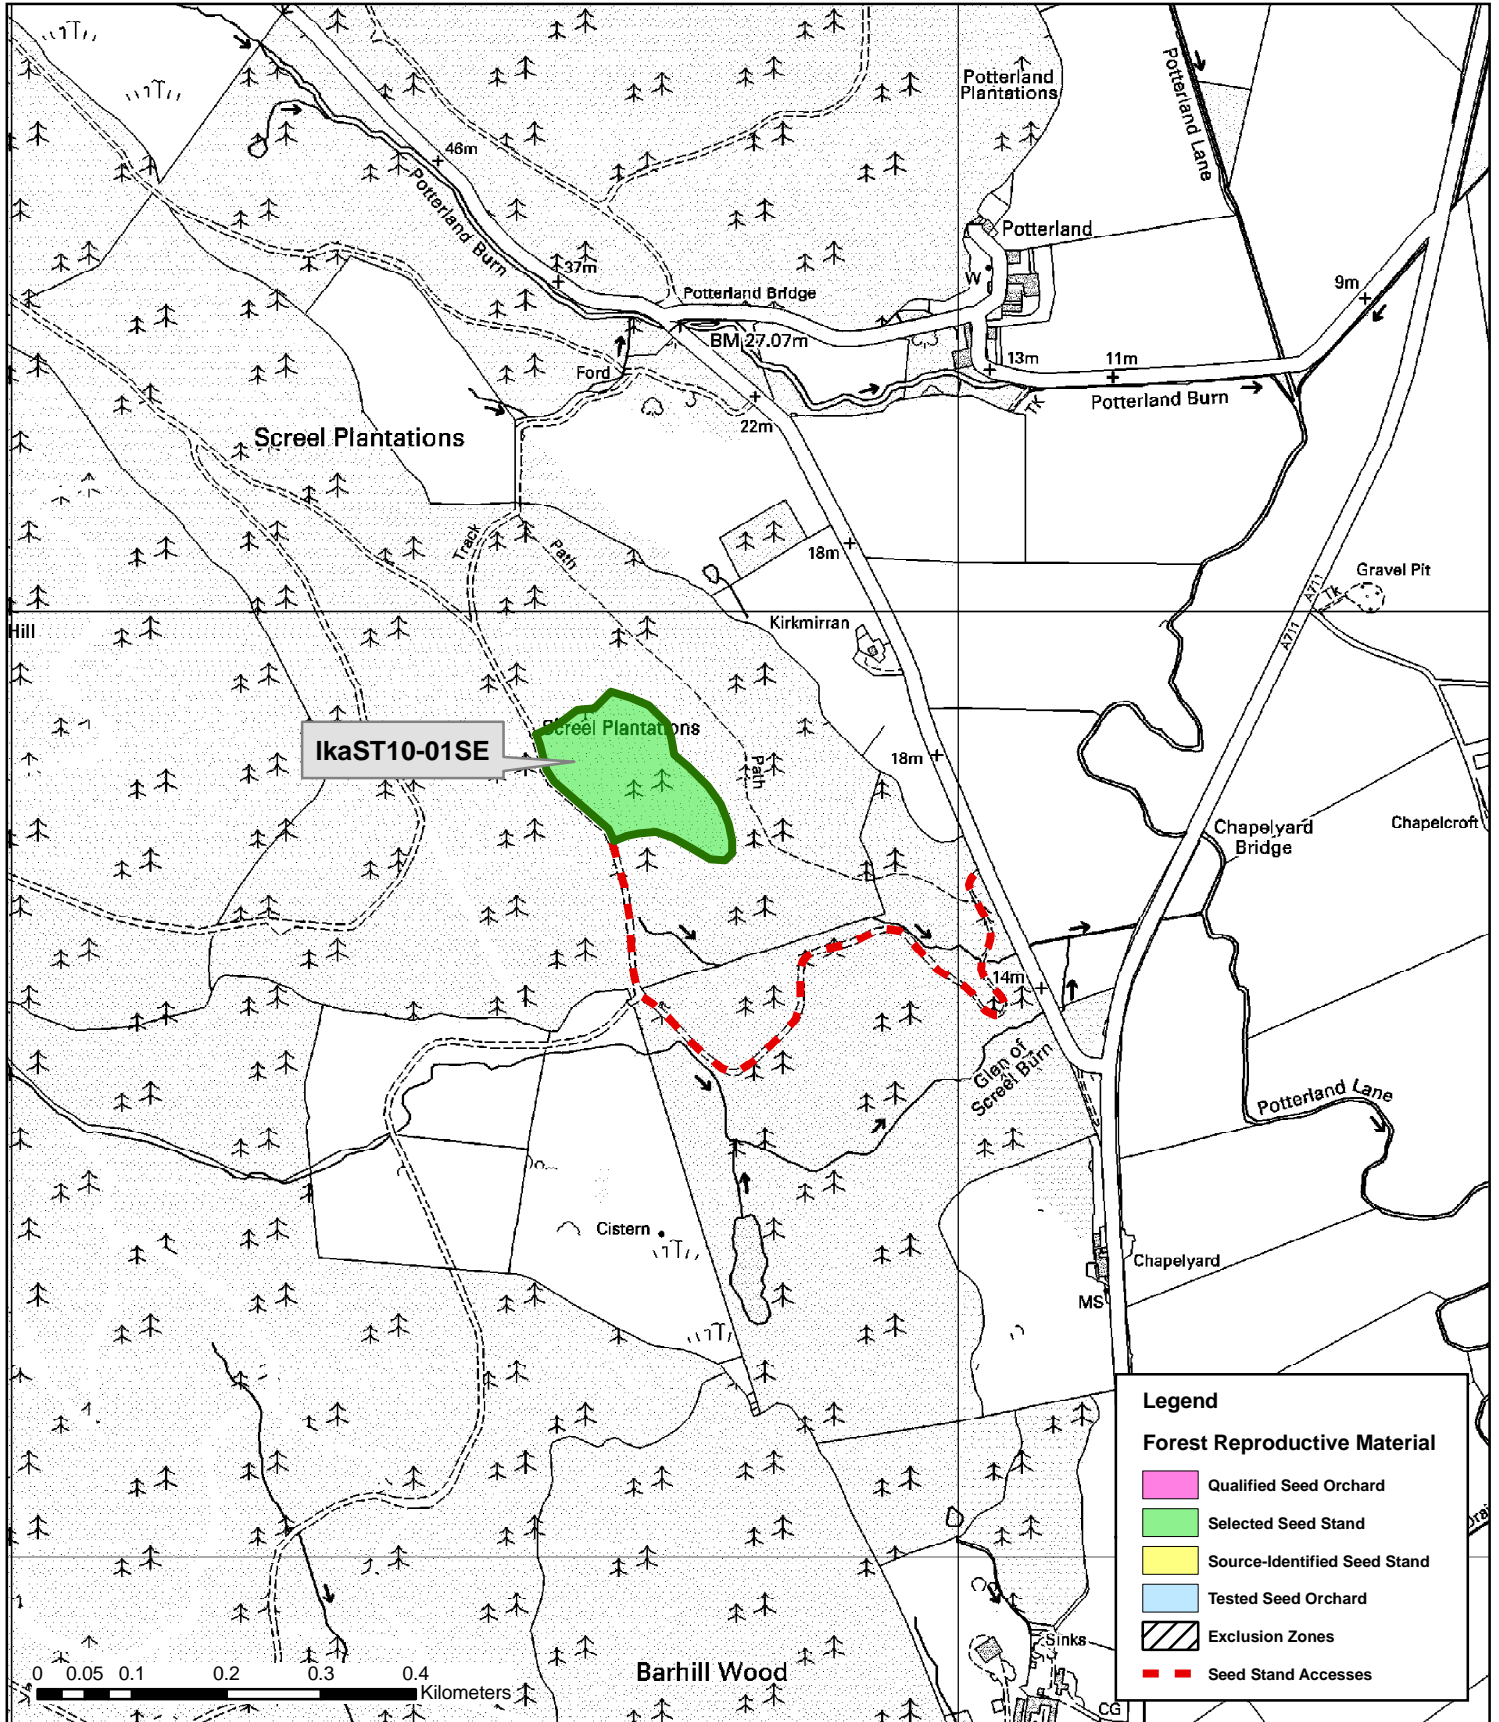 Potterland
Plantations
Potterland Lane
46m
Potterland Burn
Potterland
37m
W
Potterland Bridge
9m
BM 27.07m
13m
11m
Ford
TK
Potterland Burn
22m
Screel Plantations
Track
Path
18m
A711
Tk
Gravel Pit
Hill
Kirkmirran
A711
Screel Plantations
lkaST10-01SE
Path
18m
Chapelyard
Bridge
Chapelcroft
14m
Glen of
Screel Burn
Potterland Lane
Cistern
Chapelyard
MS
Legend
Forest Reproductive Material
Qualified Seed Orchard
Selected Seed Stand
Source-Identified Seed Stand
Tested Seed Orchard
Exclusion Zones
Seed Stand Accesses
Sinks
Barhill Wood
CG
0 0.05 0.1 0.2 0.3 0.4
Kilometers